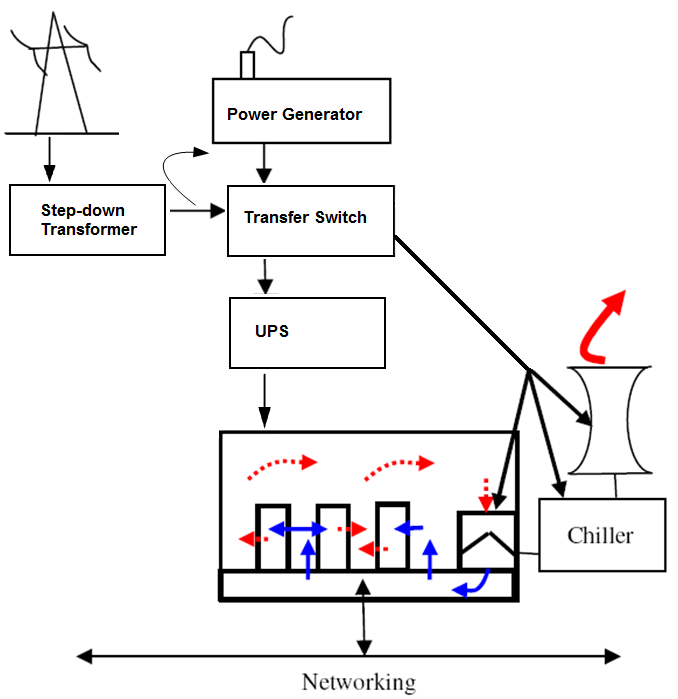 Power Generator
Step-down
Transformer
Transfer Switch
UPS
Chiller
Networking